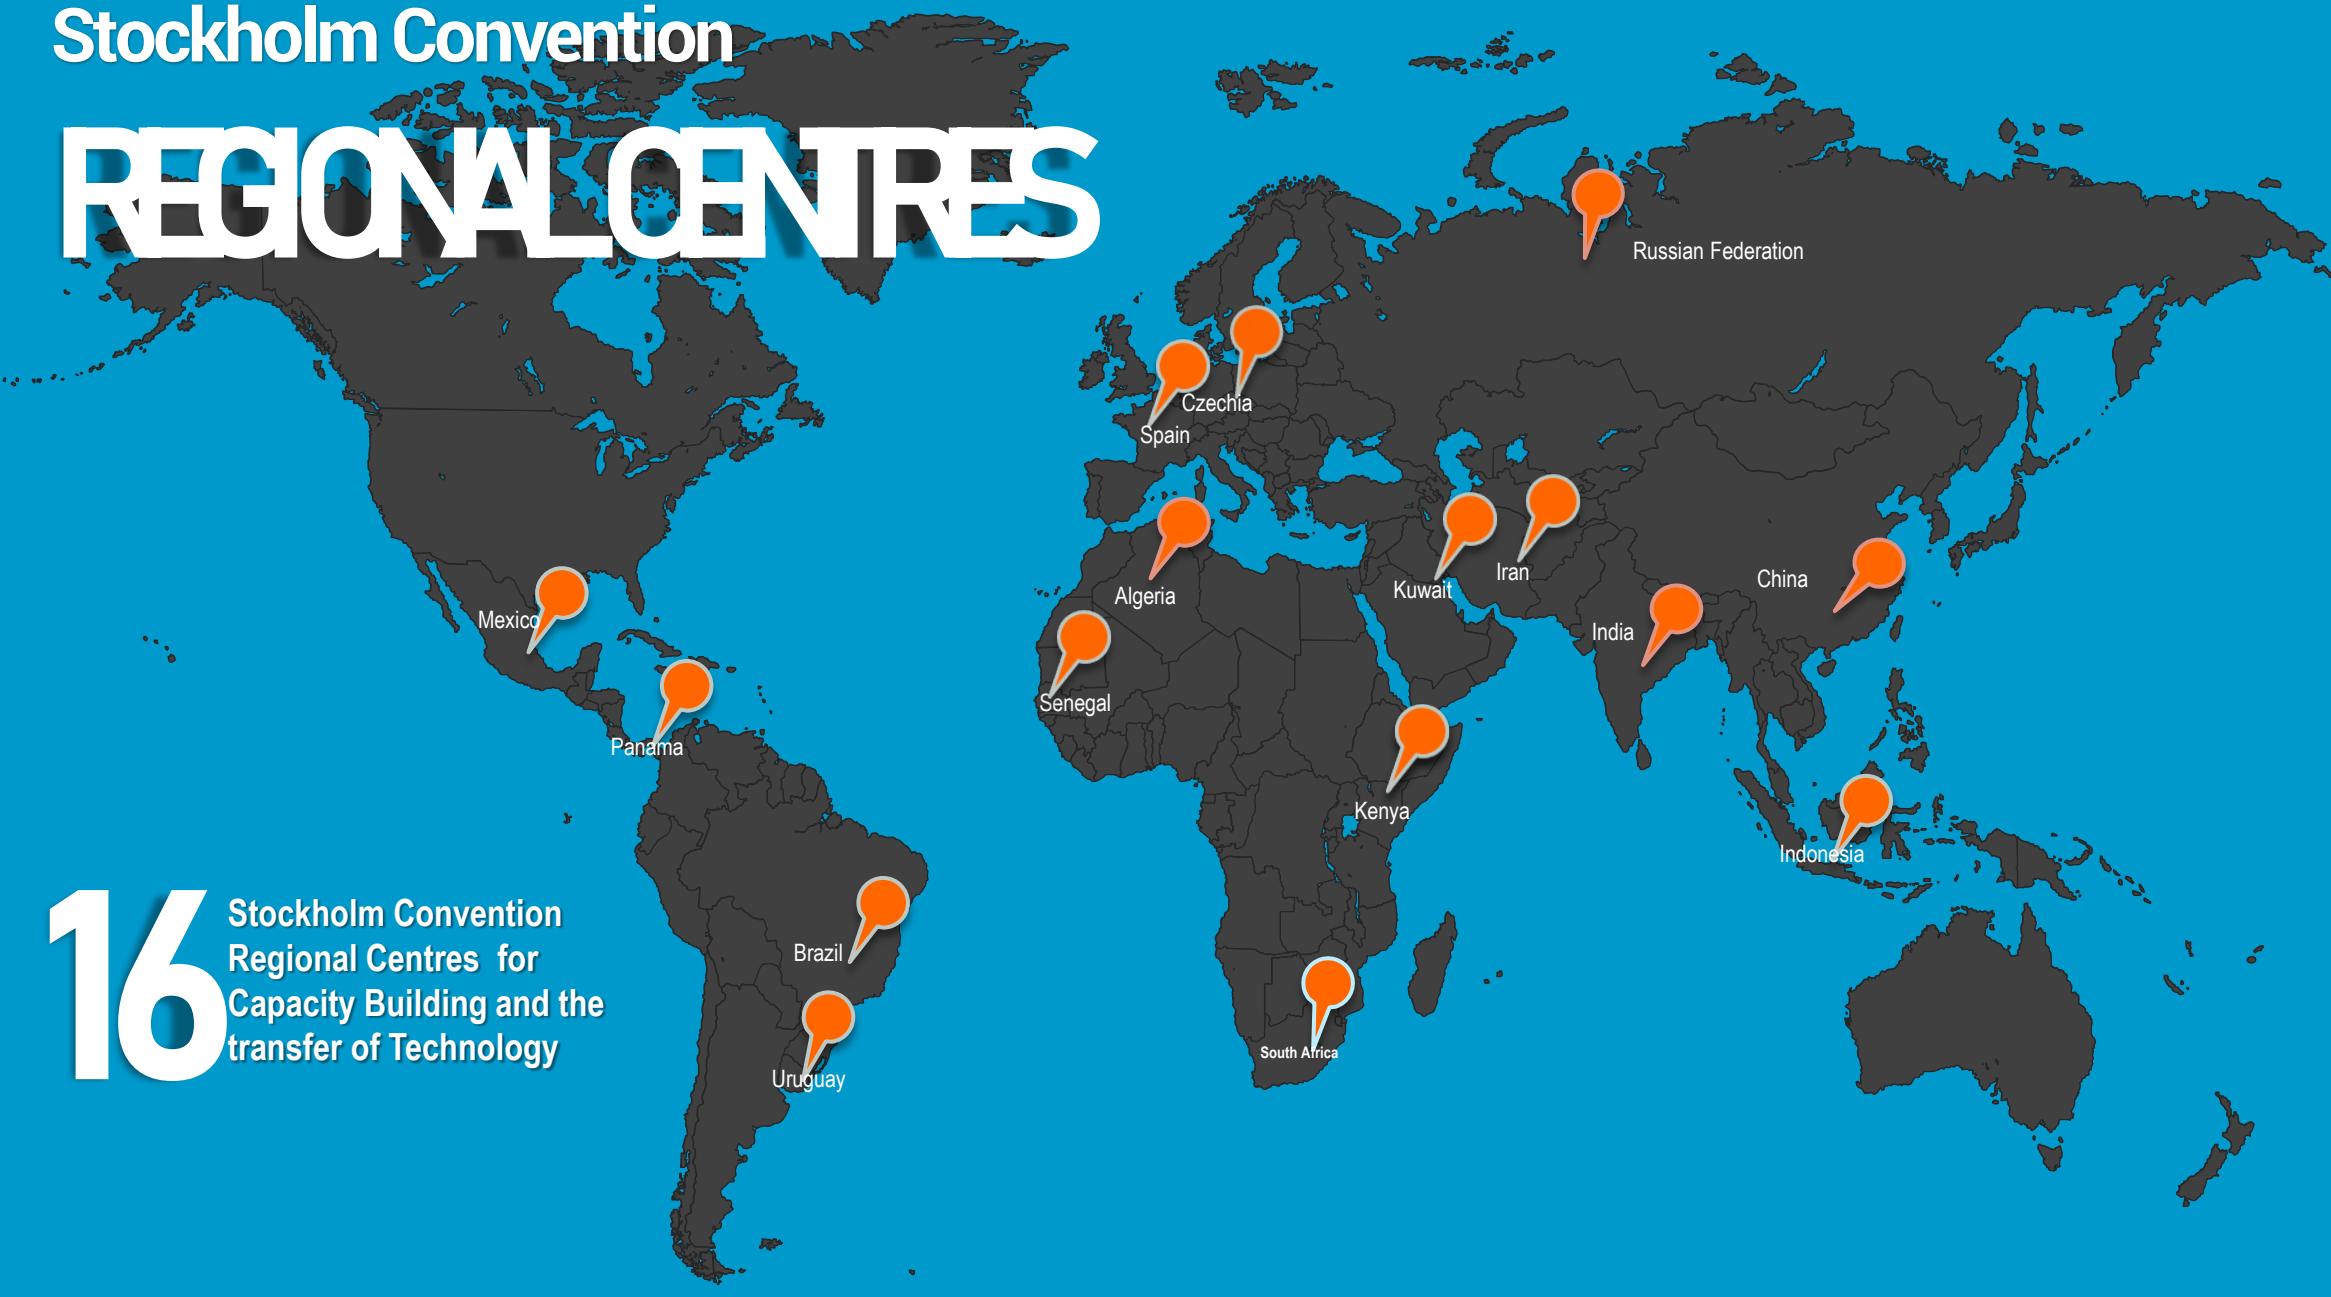 Stockholm Convention
REGIONAL CENTRES
Russian Federation
Czechia
Spain
Kuwait
Iran
China
Algeria
Mexico
India
Senegal
Panama
Kenya
Indonesia
Brazil
South Africa
Uruguay
16
Stockholm Convention
Regional Centres for
Capacity Building and the
transfer of Technology